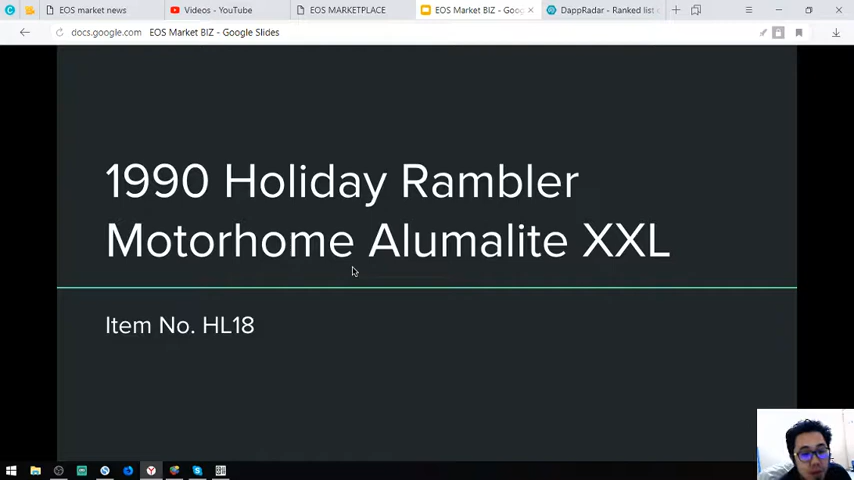 EOS market news
Videos - YouTube
EOS MARKETPLACE
EOS Market BIZ - Goog
DappRadar - Ranked list o
docs.google.com EOS Market BIZ - Google Slides
1990 Holiday Rambler
Motorhome Alumalite XXL
Item No. HL18